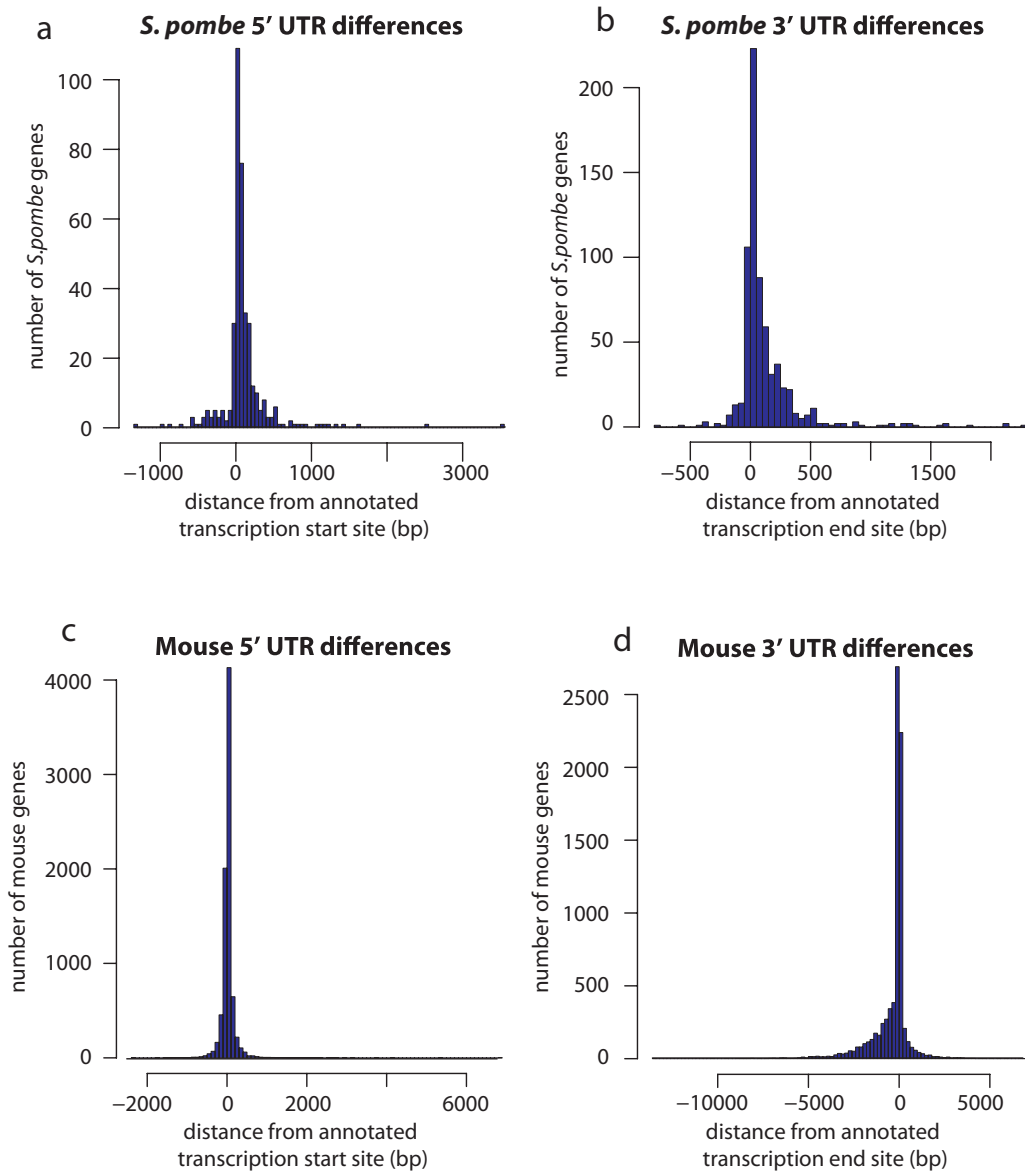 a
S. pombe 5′ UTR differences
number of S.pombe genes
100
80
60
40
20
0
−1000
0
1000
3000
distance from annotated
transcription start site (bp)
b
S. pombe 3′ UTR differences
number of S.pombe genes
200
150
100
50
0
−500
0
500
1500
distance from annotated
transcription end site (bp)
c
Mouse 5′ UTR differences
number of mouse genes
4000
3000
2000
1000
0
−2000
0
2000
6000
distance from annotated
transcription start site (bp)
d
Mouse 3′ UTR differences
number of mouse genes
2500
2000
1500
1000
500
0
−10000
−5000
0
5000
distance from annotated
transcription end site (bp)